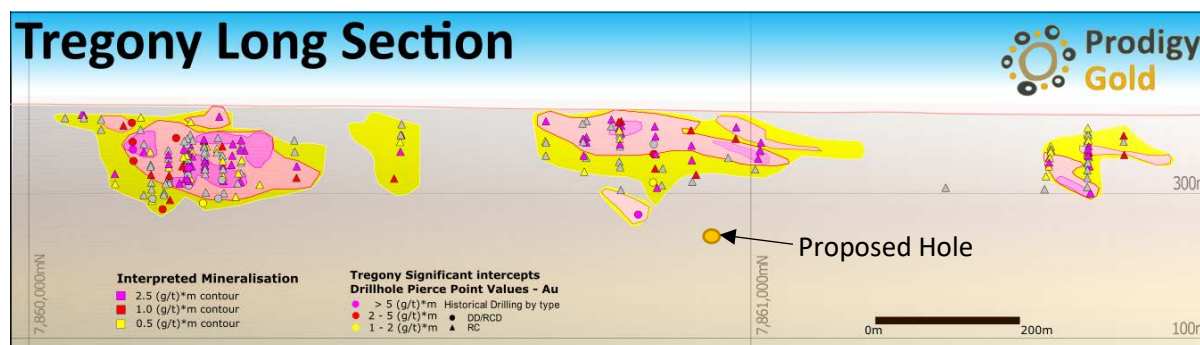 Tregony Long Section
Prodigy
Gold
300m
Proposed Hole
7,860,000mN
7,861,000mN
Interpreted Mineralisation
2.5 (g/t)*m contour
1.0 (g/t)*m contour
0.5 (g/t)*m contour
Tregony Significant intercepts
Drillhole Pierce Point Values - Au
> 5 (g/t)*m Historical Drilling by type
2 - 5 (g/t)*m DD/RCD
1 - 2 (g/t)*m RC
0m 200m
100m